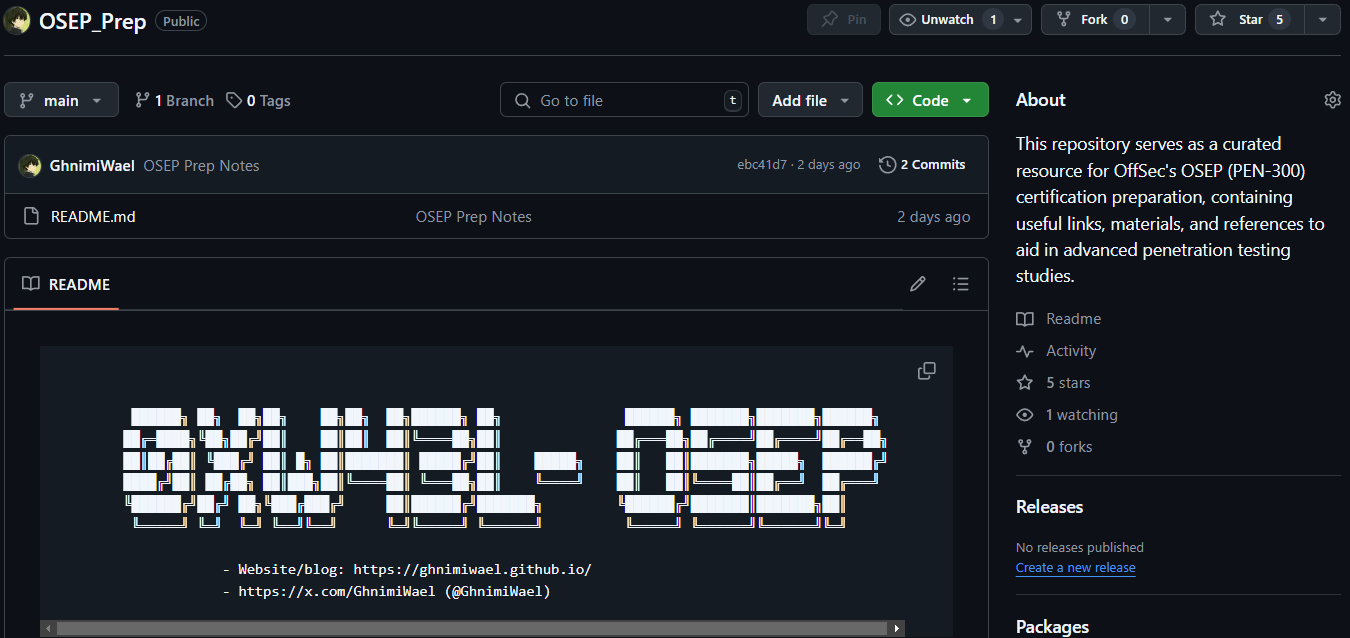 OSEP_Prep Public
Pin
Unwatch 1
Fork 0
Star 5
main
1 Branch
0 Tags
Go to file t
Add file
Code
GhnimiWael OSEP Prep Notes ebc41d7 · 2 days ago 2 Commits
README.md OSEP Prep Notes 2 days ago
README
0XW43L - OSEP
- Website/blog: https://ghnimiwael.github.io/
- https://x.com/GhnimiWael (@GhnimiWael)
About
This repository serves as a curated
resource for OffSec's OSEP (PEN-300)
certification preparation, containing
useful links, materials, and references to
aid in advanced penetration testing
studies.
Readme
Activity
5 stars
1 watching
0 forks
Releases
No releases published
Create a new release
Packages